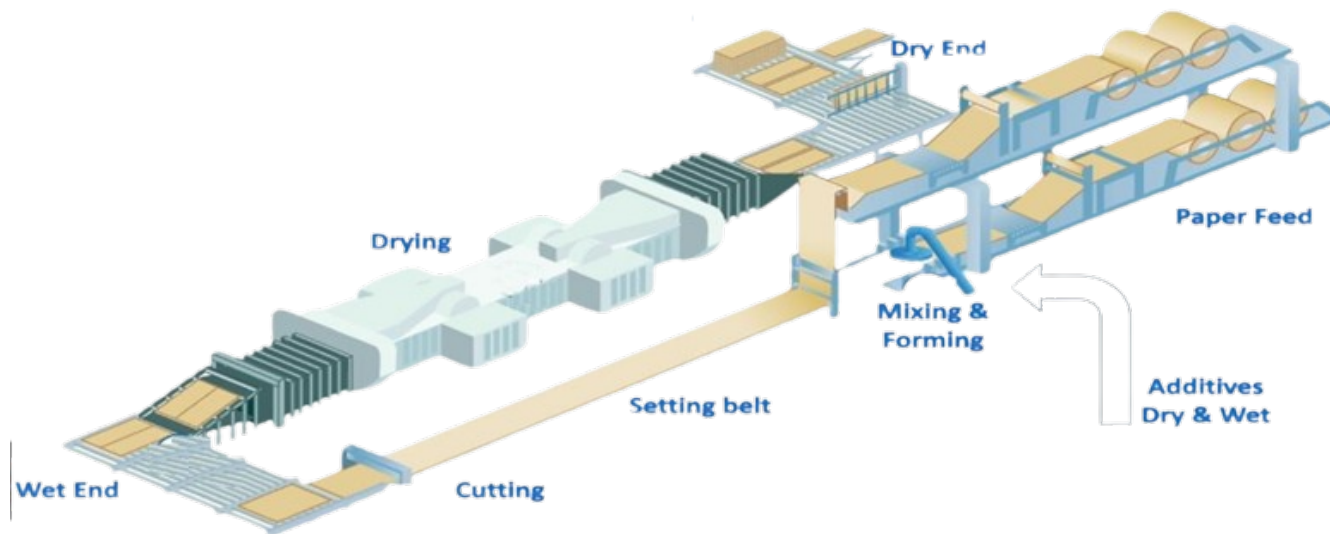 Dry End
Paper Feed
Drying
Mixing &
Forming
Additives
Dry & Wet
Setting belt
Wet End
Cutting